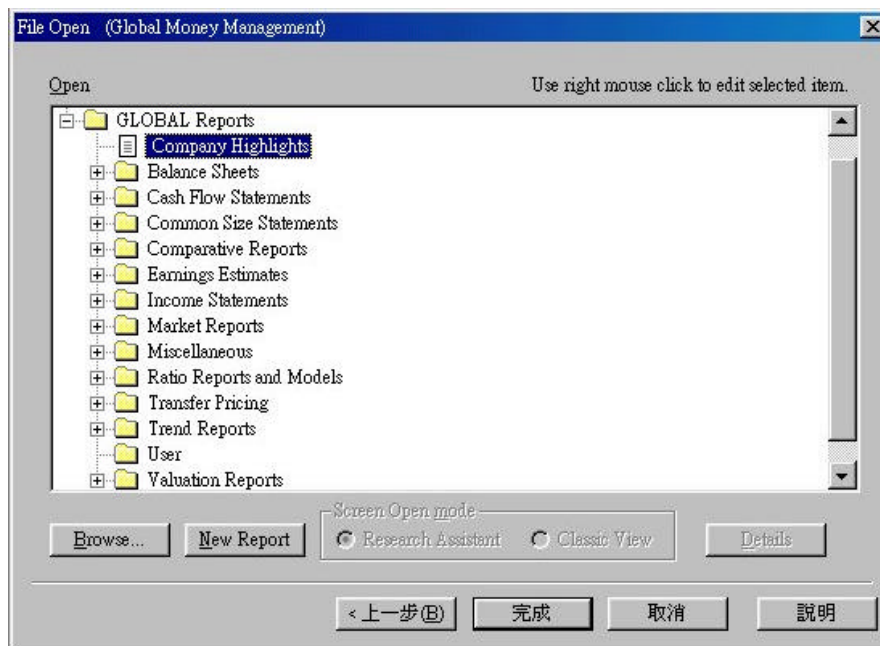 File Open (Global Money Management)
Open Use right mouse click to edit selected item.
GLOBAL Reports
Company Highlights
Balance Sheets
Cash Flow Statements
Common Size Statements
Comparative Reports
Earnings Estimates
Income Statements
Market Reports
Miscellaneous
Ratio Reports and Models
Transfer Pricing
Trend Reports
User
Valuation Reports
Screen Open mode
Browse... New Report Research Assistant Classic View Details
< 上一步(B) 完成 取消 說明